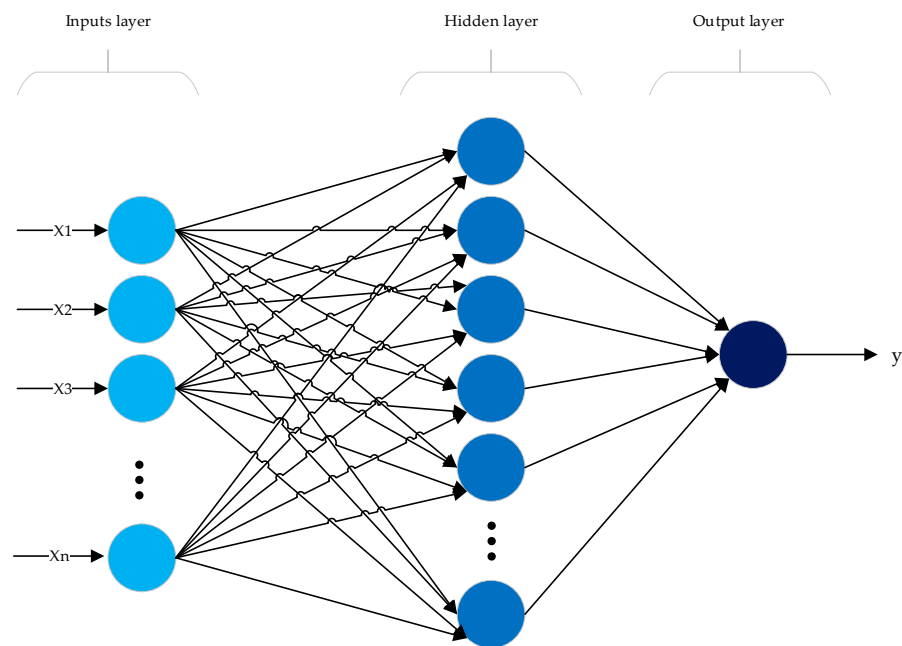 Inputs layer
Hidden layer
Output layer
X1
X2
X3
Xn
y